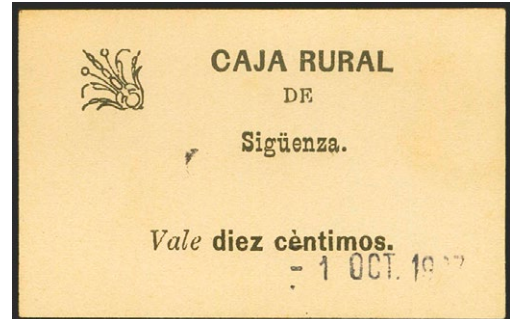 CAJA RURAL
DE
Sigüenza.
Vale diez cèntimos.
- 1 OCT.